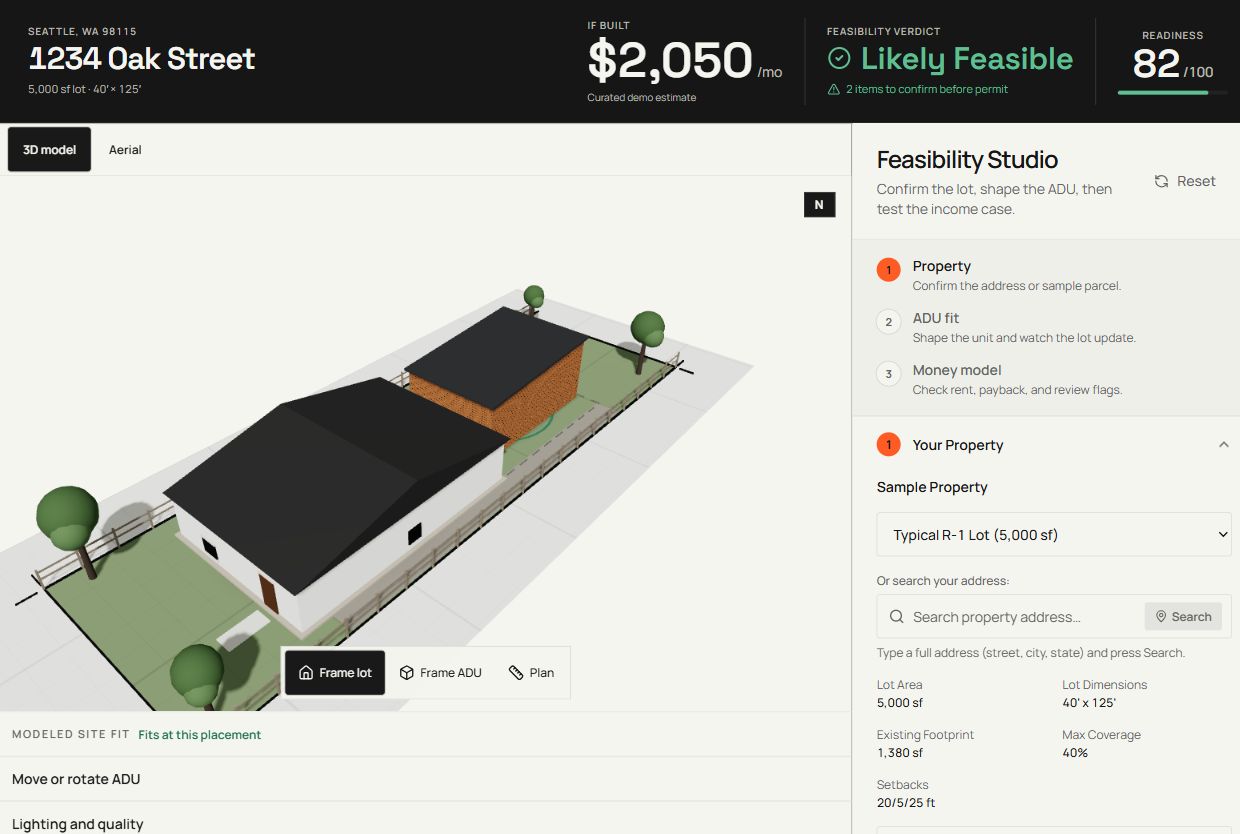 SEATTLE, WA 98115
1234 Oak Street
5,000 sf lot · 40′ × 125′
IF BUILT
$2,050 /mo
Curated demo estimate
FEASIBILITY VERDICT
Likely Feasible
2 items to confirm before permit
READINESS
82 /100
3D model
Aerial
N
Frame lot
Frame ADU
Plan
MODELED SITE FIT Fits at this placement
Move or rotate ADU
Lighting and quality
Feasibility Studio
Confirm the lot, shape the ADU, then
test the income case.
Reset
1 Property
Confirm the address or sample parcel.
2 ADU fit
Shape the unit and watch the lot update.
3 Money model
Check rent, payback, and review flags.
1 Your Property
Sample Property
Typical R-1 Lot (5,000 sf)
Or search your address:
Search property address...
Search
Type a full address (street, city, state) and press Search.
Lot Area
5,000 sf
Lot Dimensions
40' x 125'
Existing Footprint
1,380 sf
Max Coverage
40%
Setbacks
20/5/25 ft